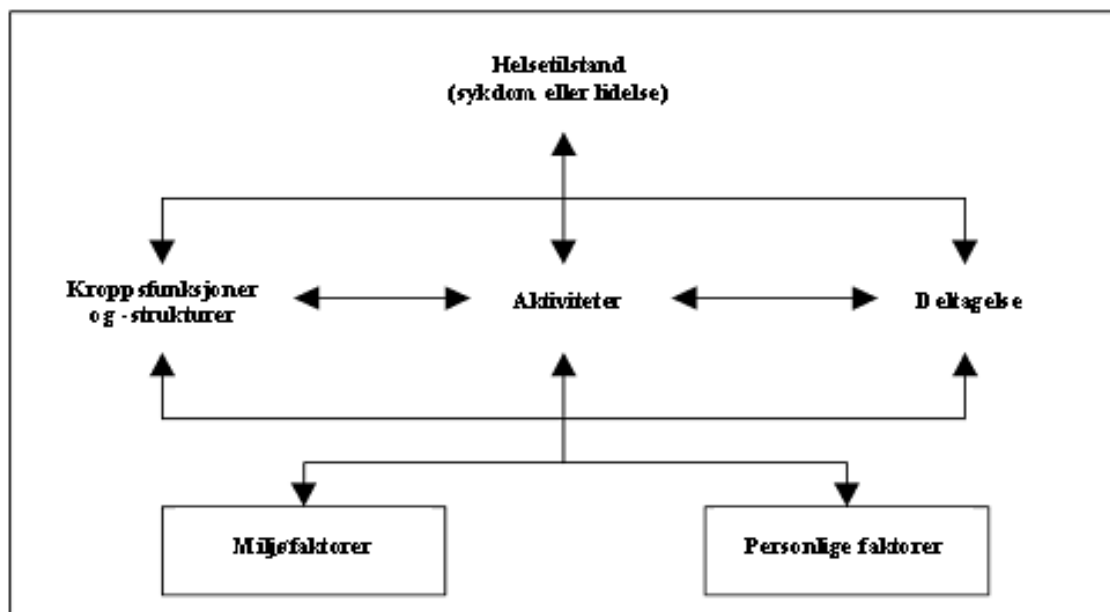 Helsetilstand
(sykdom eller lidelse)
Kroppsfunksjoner
og -strukturer
Aktiviteter
Deltagelse
Miljøfaktorer
Personlige faktorer